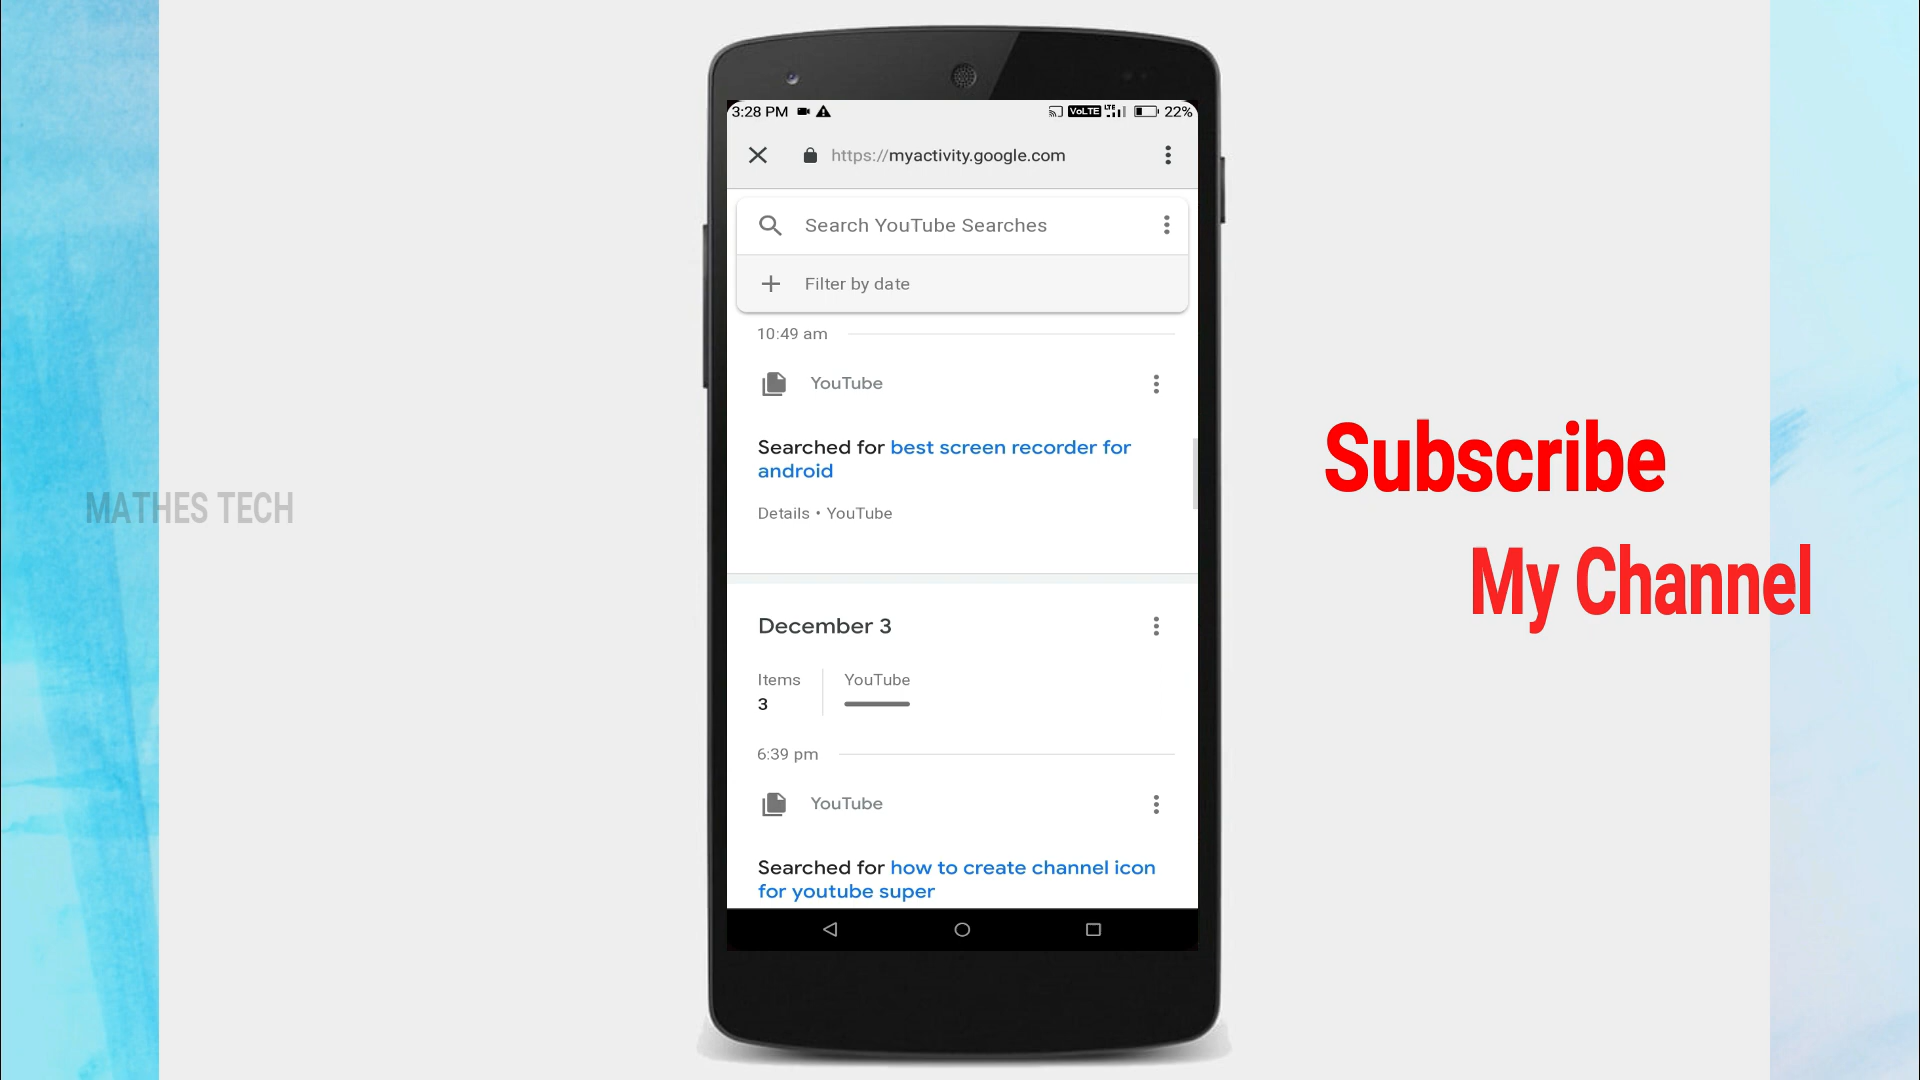 3:28 PM
VoLTE LTE 22%
https://myactivity.google.com
Search YouTube Searches
Filter by date
10:49 am
YouTube
Searched for best screen recorder for
android
Details • YouTube
December 3
Items YouTube
3
6:39 pm
YouTube
Searched for how to create channel icon
for youtube super
MATHES TECH
Subscribe
My Channel